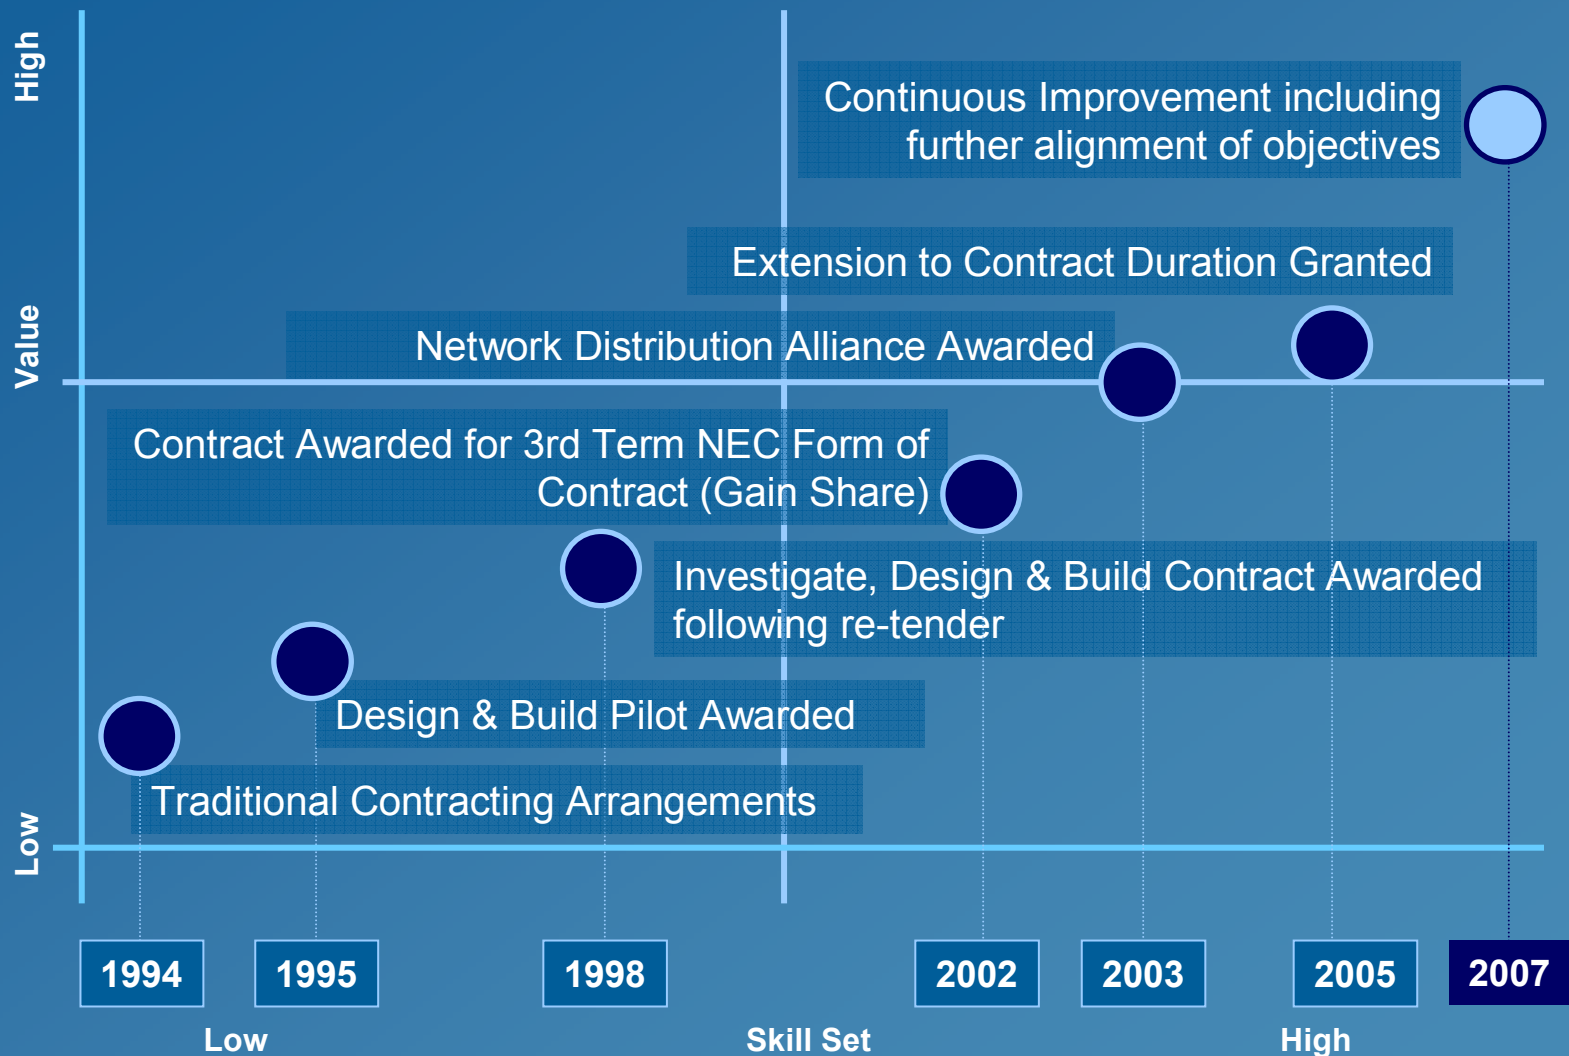 High
Continuous Improvement including
further alignment of objectives
Extension to Contract Duration Granted
Value
Network Distribution Alliance Awarded
Contract Awarded for 3rd Term NEC Form of
Contract (Gain Share)
Investigate, Design & Build Contract Awarded
following re-tender
Design & Build Pilot Awarded
Traditional Contracting Arrangements
Low
1994 1995 1998 2002 2003 2005 2007
Low Skill Set High